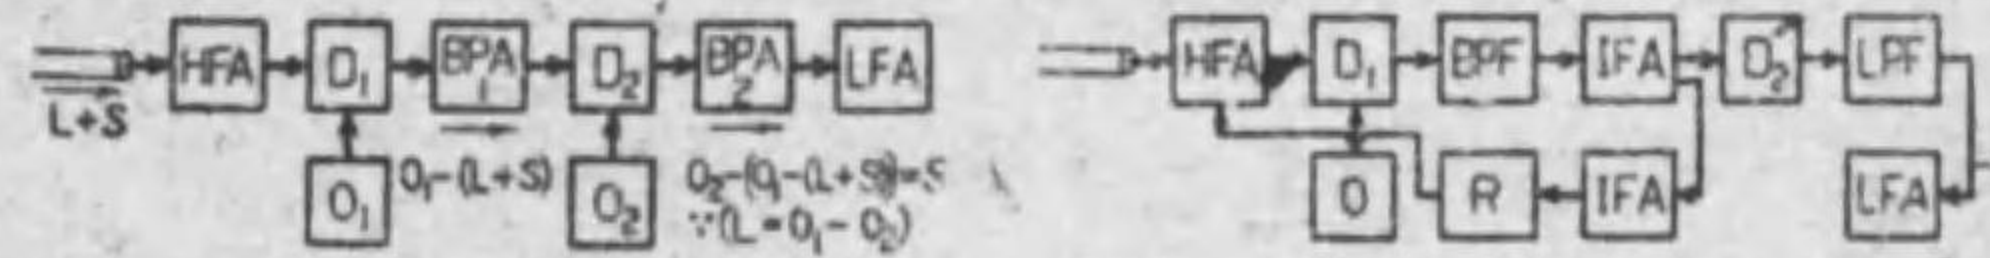 HFA D₁ BPA 1 D₂ BPA 2 LFA
L+S
O₁ O₁-(L+S) O₂ O₂-(O₁-(L+S))=S
∵(L=O₁-O₂)
HFA D₁ BPF IFA D₂ LPF
O R IFA LFA